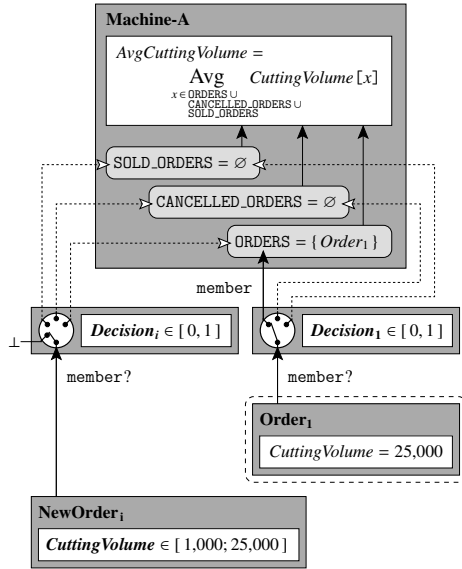 Machine-A
AvgCuttingVolume =
Avg CuttingVolume[x]
x∈ORDERS∪
CANCELLED_ORDERS∪
SOLD_ORDERS
SOLD_ORDERS = ∅
CANCELLED_ORDERS = ∅
ORDERS = {Order₁}
member
Decisionᵢ ∈ [0,1]
Decision₁ ∈ [0,1]
⊥
member?
member?
Order₁
CuttingVolume = 25,000
NewOrderᵢ
CuttingVolume ∈ [1,000; 25,000]